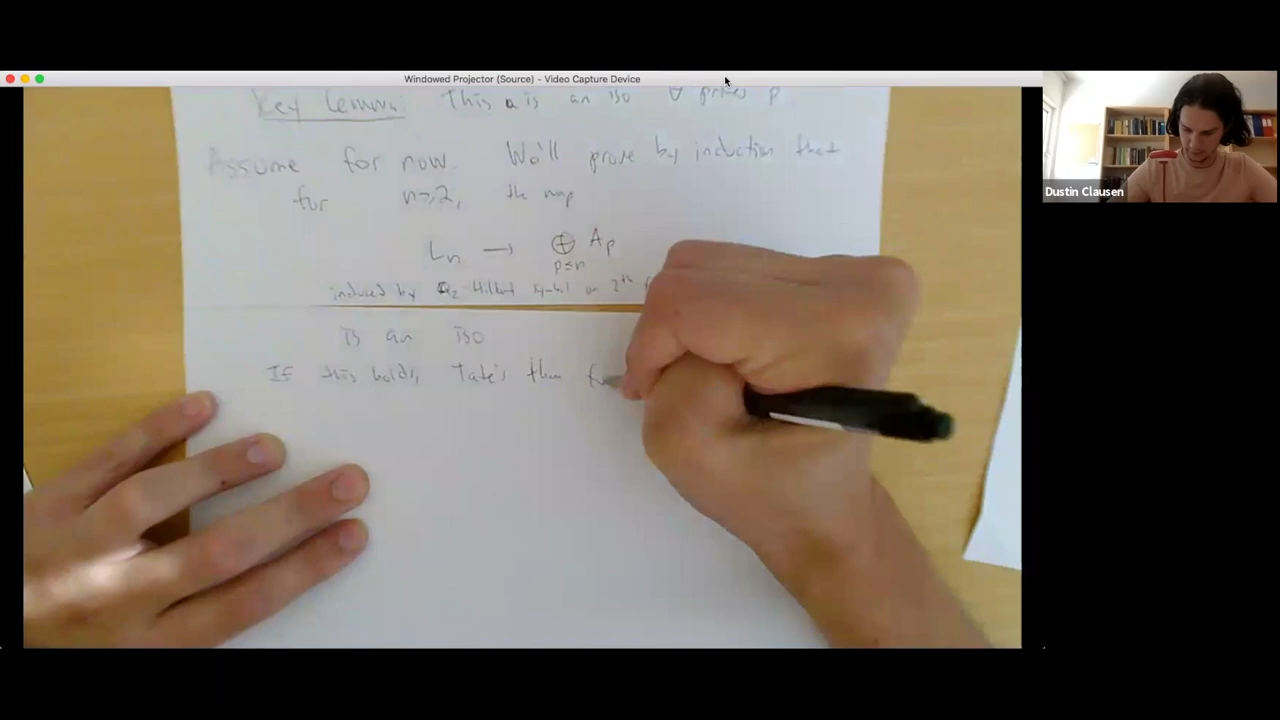 Windowed Projector (Source) - Video Capture Device
Key Lemma: This is an iso ∀ primes p
Assume for now. We'll prove by induction that
for n≥2, the map
Ln → ⊕ Ap
p≤n
induced by Hilbert symbol on 2th
is an iso
If this holds, Tate's thm
Dustin Clausen